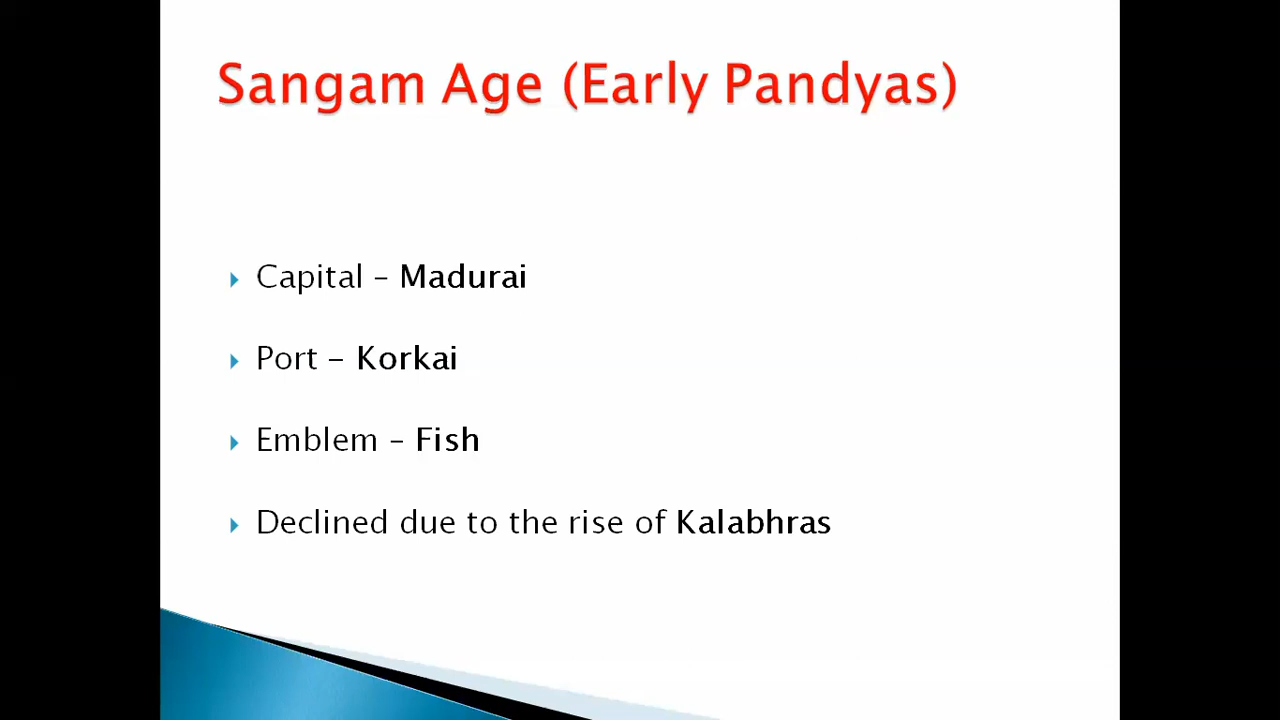 Sangam Age (Early Pandyas)
Capital – Madurai
Port – Korkai
Emblem – Fish
Declined due to the rise of Kalabhras